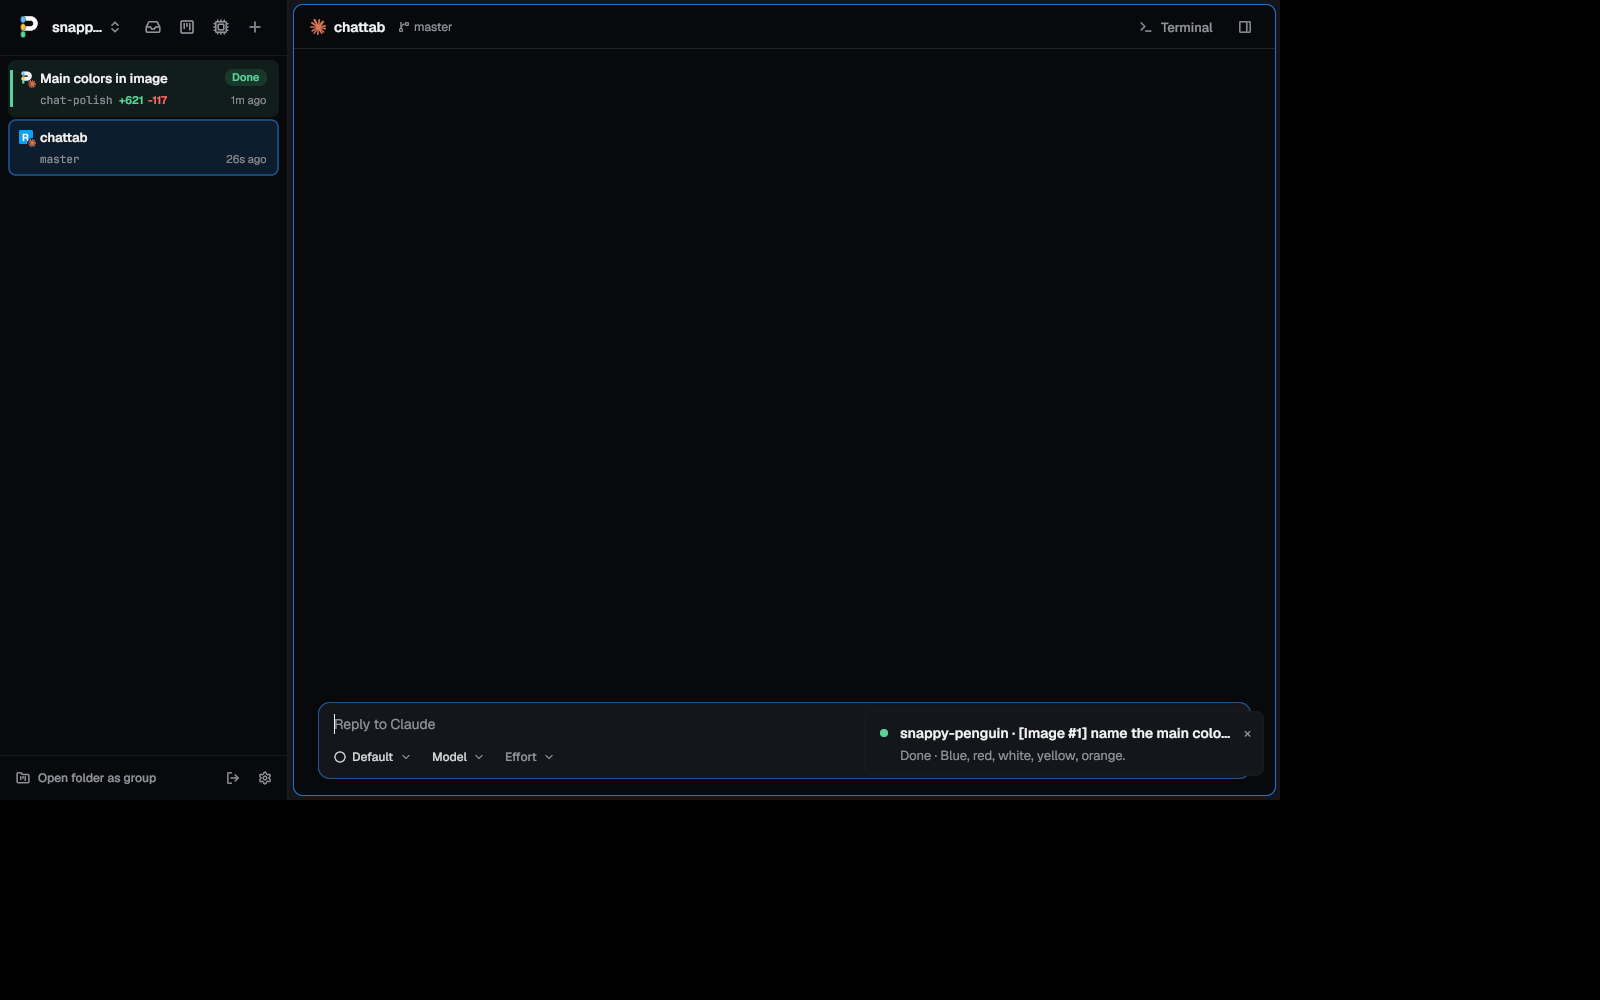 snapp...
Main colors in image
Done
chat-polish +621 -117
1m ago
chattab
master
26s ago
Open folder as group
chattab
master
Terminal
Reply to Claude
Default
Model
Effort
snappy-penguin · [Image #1] name the main colo...
Done · Blue, red, white, yellow, orange.